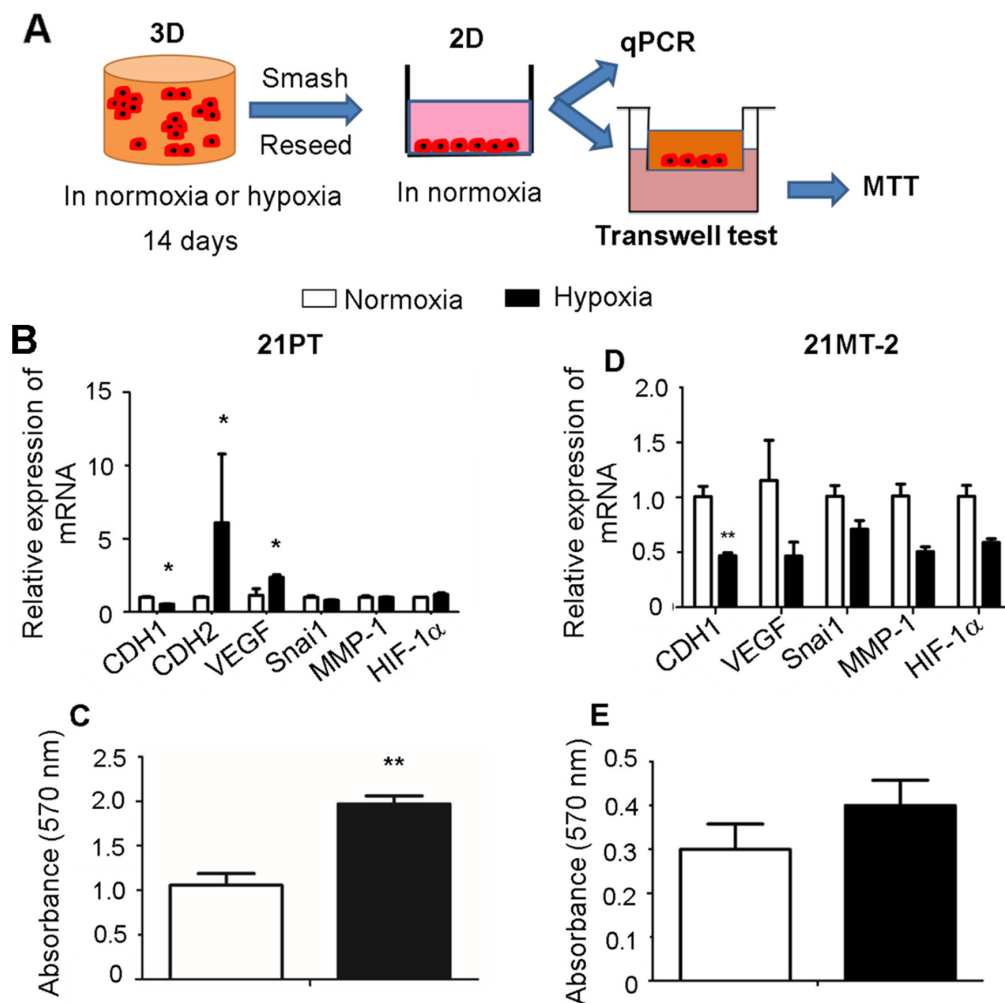 A
3D
2D
qPCR
Smash
Reseed
In normoxia or hypoxia
14 days
In normoxia
Transwell test
MTT
Normoxia
Hypoxia
B
21PT
Relative expression of
mRNA
15
10
5
0
*
*
*
CDH1
CDH2
VEGF
Snai1
MMP-1
HIF-1α
D
21MT-2
Relative expression of
mRNA
2.0
1.5
1.0
0.5
0
**
CDH1
VEGF
Snai1
MMP-1
HIF-1α
C
Absorbance (570 nm)
2.5
2.0
1.5
1.0
0.5
0
**
E
Absorbance (570 nm)
0.5
0.4
0.3
0.2
0.1
0